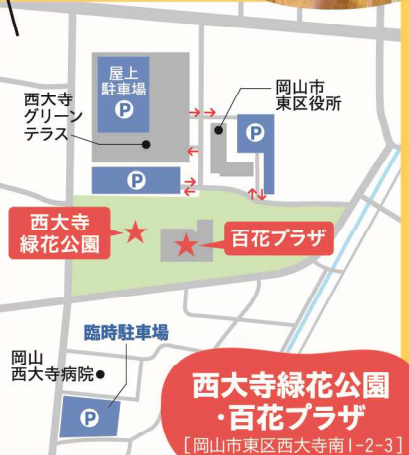 屋上
駐車場
P
西大寺
グリーン
テラス
岡山市
東区役所
P
P
西大寺
緑花公園
百花プラザ
臨時駐車場
岡山
西大寺病院
P
西大寺緑花公園
・百花プラザ
[岡山市東区西大寺南1-2-3]